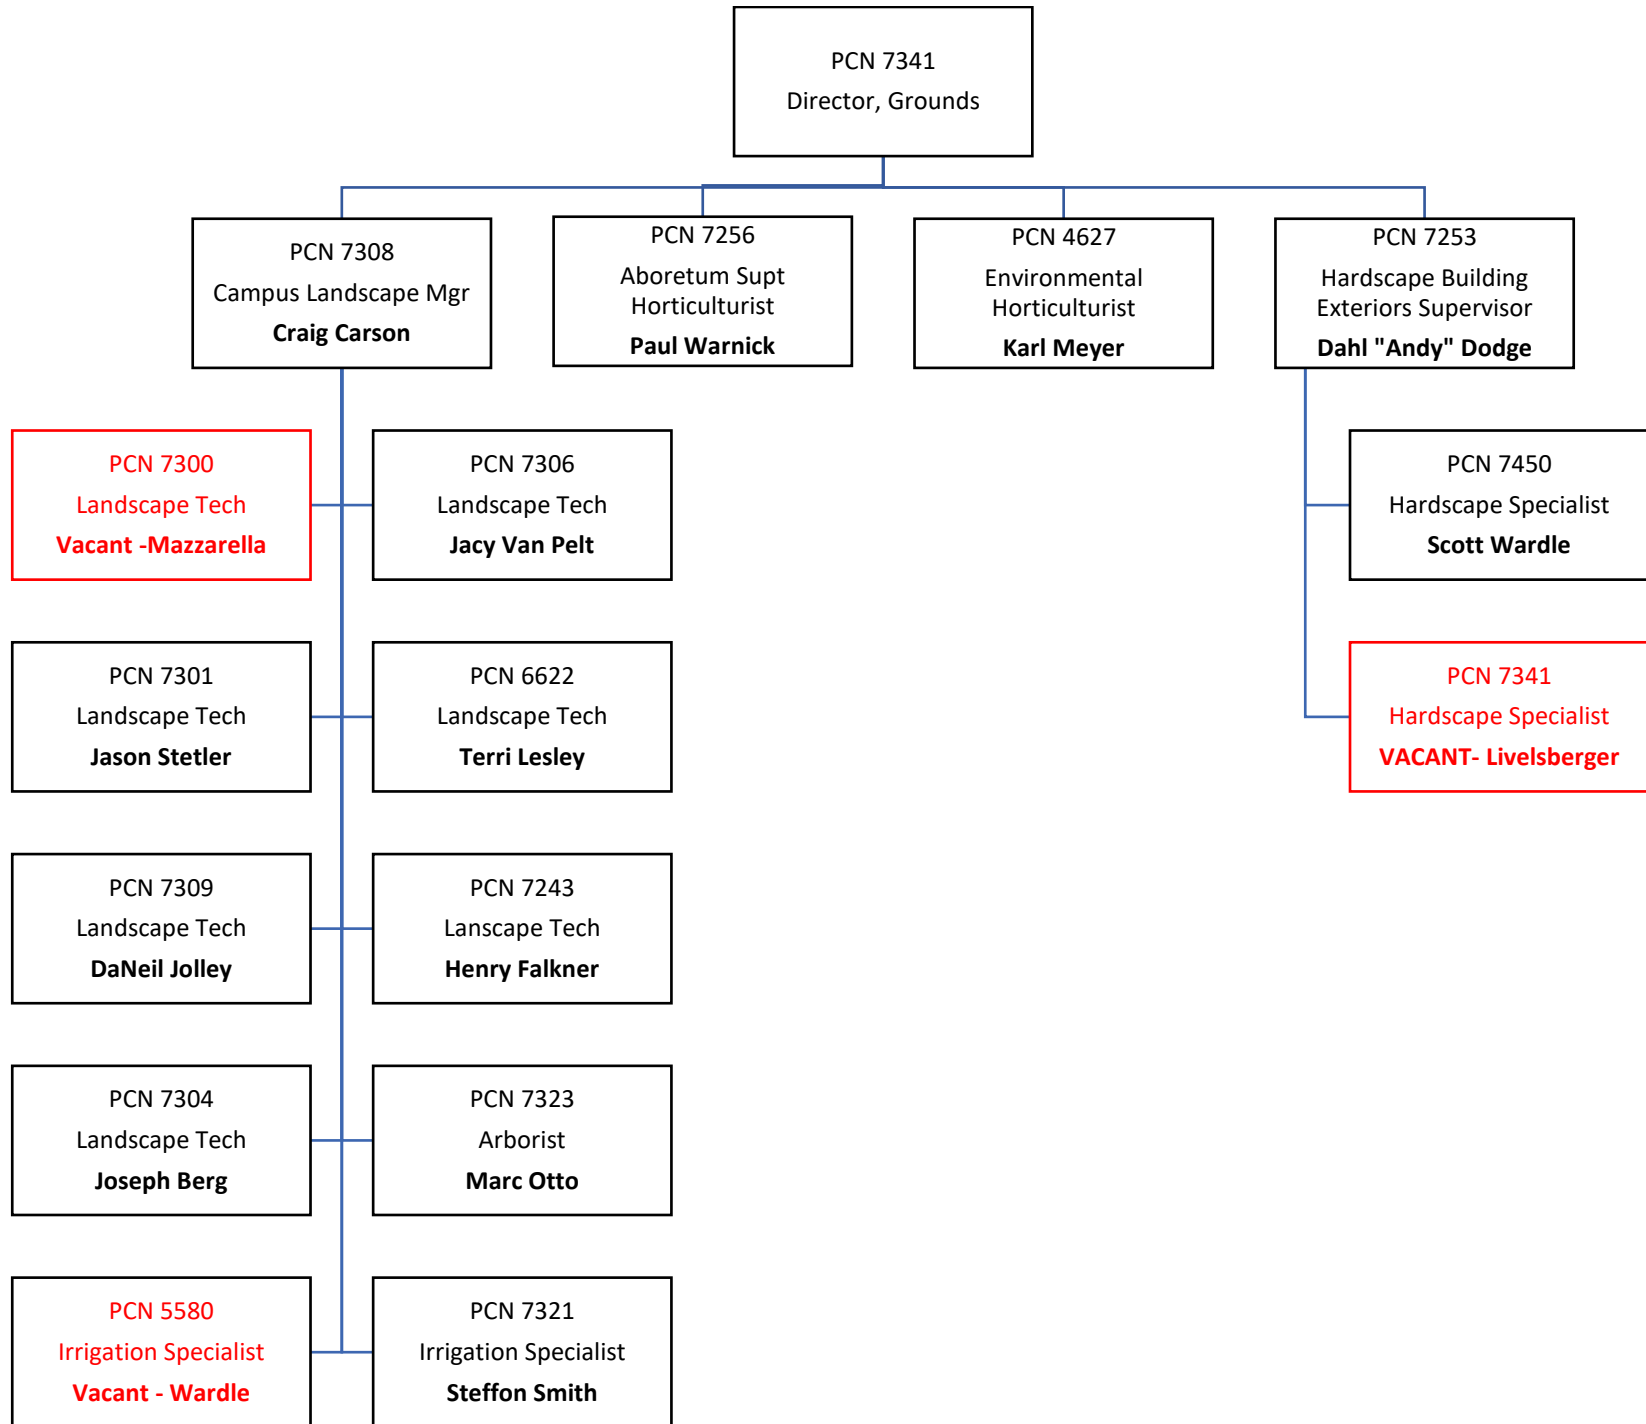 PCN 7341
Director, Grounds
PCN 7308
Campus Landscape Mgr
Craig Carson
PCN 7256
Aboretum Supt
Horticulturist
Paul Warnick
PCN 4627
Environmental
Horticulturist
Karl Meyer
PCN 7253
Hardscape Building
Exteriors Supervisor
Dahl "Andy" Dodge
PCN 7300
Landscape Tech
Vacant -Mazzarella
PCN 7306
Landscape Tech
Jacy Van Pelt
PCN 7450
Hardscape Specialist
Scott Wardle
PCN 7301
Landscape Tech
Jason Stetler
PCN 6622
Landscape Tech
Terri Lesley
PCN 7341
Hardscape Specialist
VACANT- Livelsberger
PCN 7309
Landscape Tech
DaNeil Jolley
PCN 7243
Lanscape Tech
Henry Falkner
PCN 7304
Landscape Tech
Joseph Berg
PCN 7323
Arborist
Marc Otto
PCN 5580
Irrigation Specialist
Vacant - Wardle
PCN 7321
Irrigation Specialist
Steffon Smith